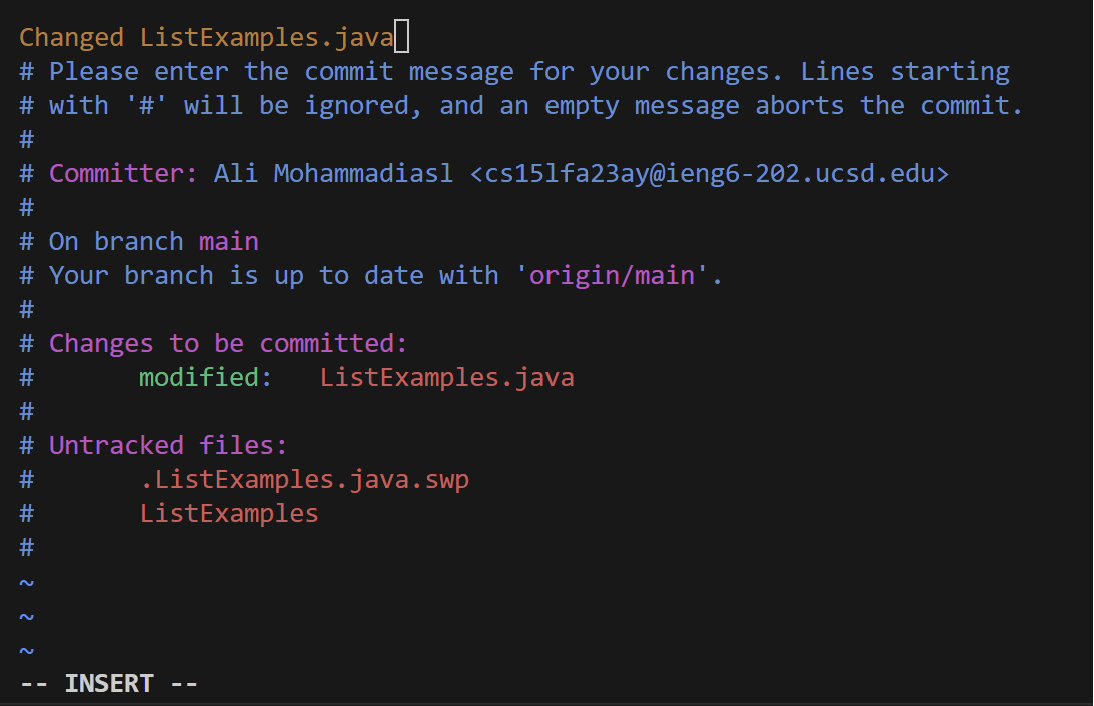 Changed ListExamples.java
# Please enter the commit message for your changes. Lines starting
# with '#' will be ignored, and an empty message aborts the commit.
#
# Committer: Ali Mohammadiasl <cs15lfa23ay@ieng6-202.ucsd.edu>
#
# On branch main
# Your branch is up to date with 'origin/main'.
#
# Changes to be committed:
#       modified:   ListExamples.java
#
# Untracked files:
#       .ListExamples.java.swp
#       ListExamples
#
~
~
~
-- INSERT --